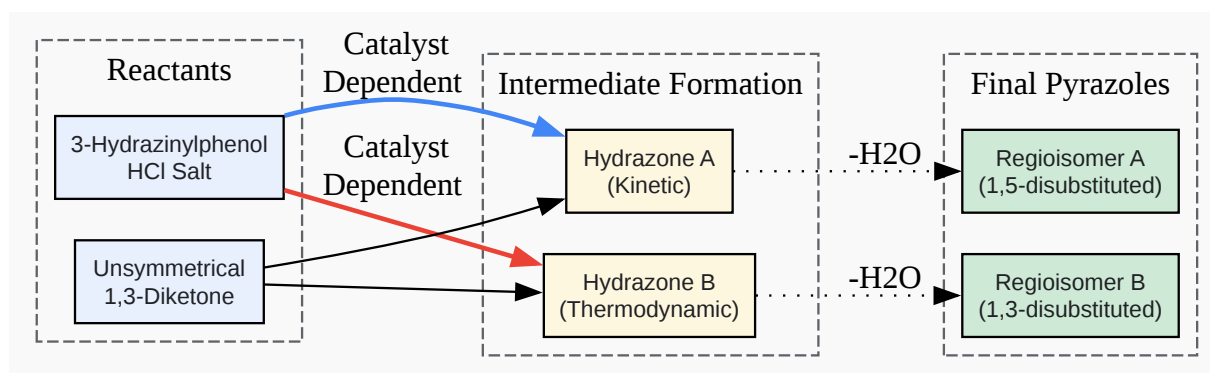 Reactants
3-Hydrazinylphenol
HCl Salt
Unsymmetrical
1,3-Diketone
Catalyst
Dependent
Catalyst
Dependent
Intermediate Formation
Hydrazone A
(Kinetic)
Hydrazone B
(Thermodynamic)
-H2O
-H2O
Final Pyrazoles
Regioisomer A
(1,5-disubstituted)
Regioisomer B
(1,3-disubstituted)